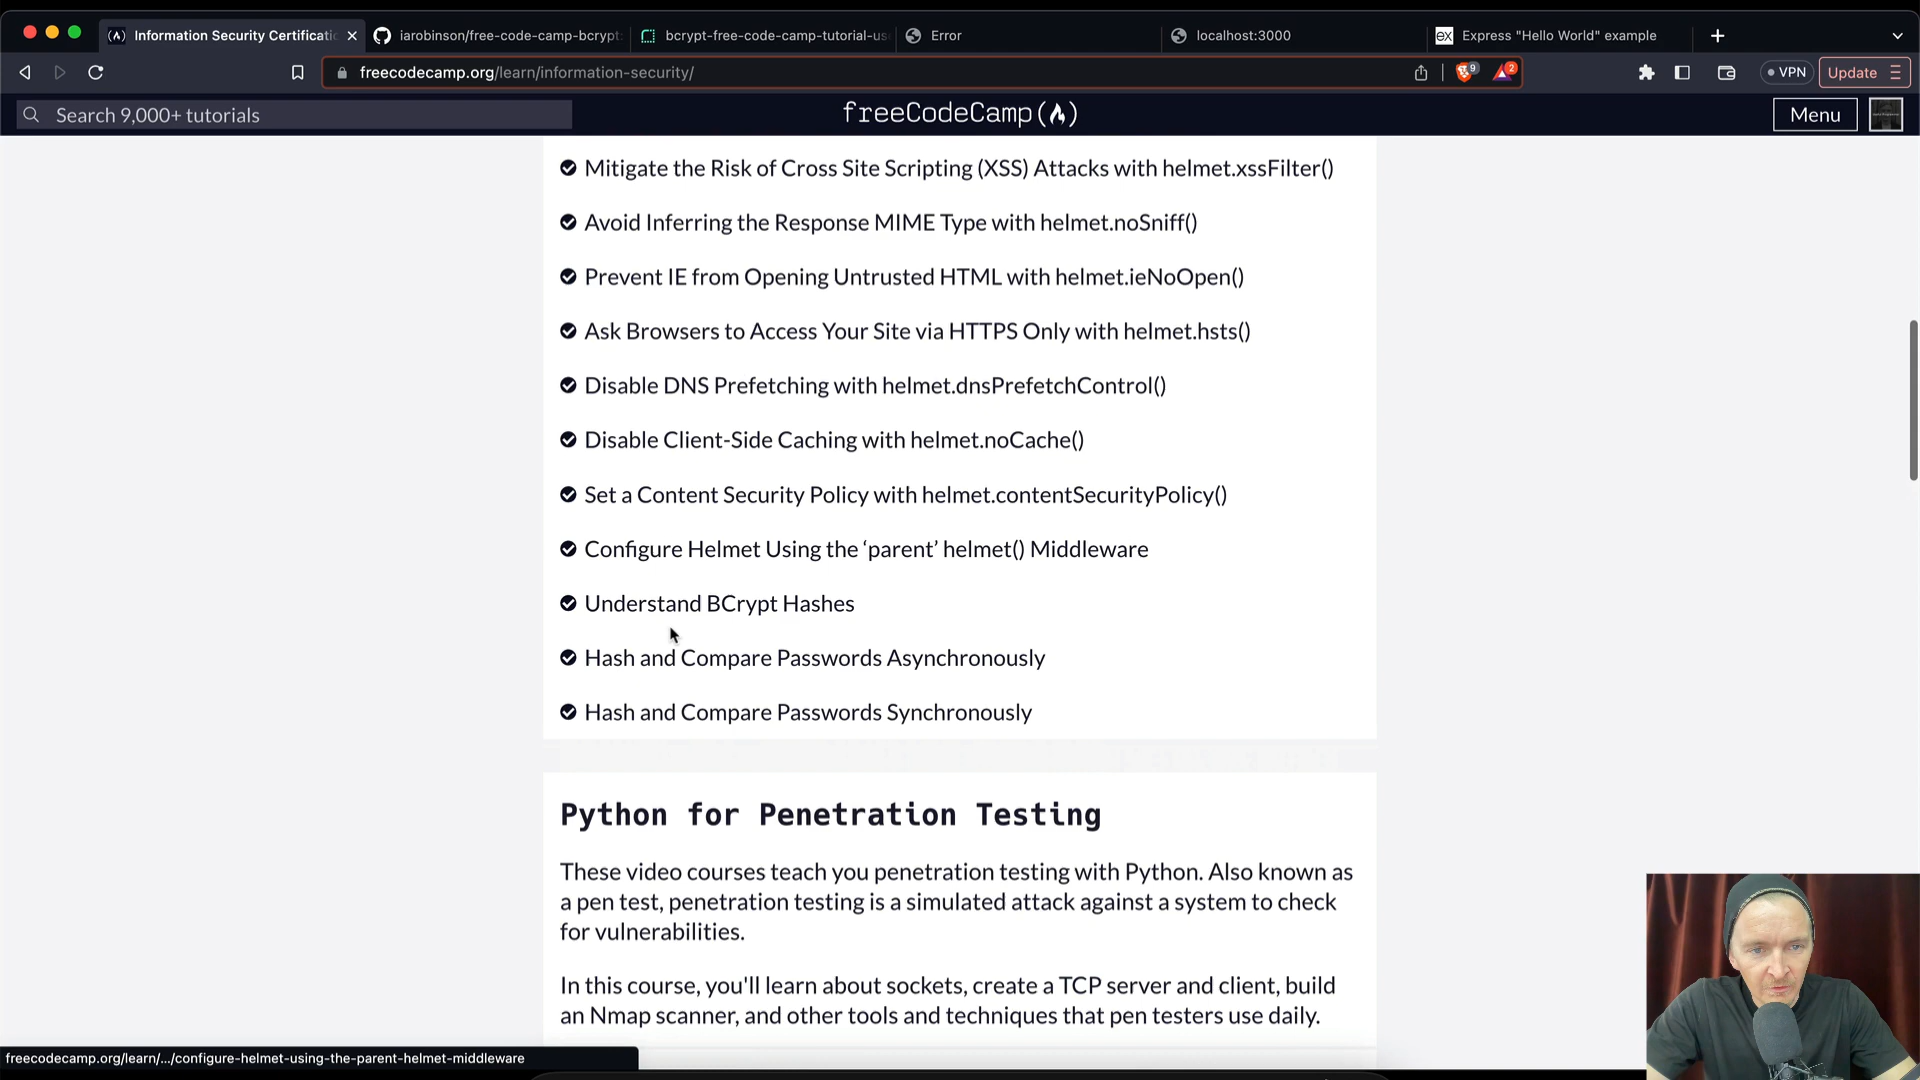 Information Security Certificati
iarobinson/free-code-camp-bcrypt
bcrypt-free-code-camp-tutorial-us
Error
localhost:3000
Express "Hello World" example
freecodecamp.org/learn/information-security/
9
2
VPN
Update
Search 9,000+ tutorials
freeCodeCamp
Menu
Mitigate the Risk of Cross Site Scripting (XSS) Attacks with helmet.xssFilter()
Avoid Inferring the Response MIME Type with helmet.noSniff()
Prevent IE from Opening Untrusted HTML with helmet.ieNoOpen()
Ask Browsers to Access Your Site via HTTPS Only with helmet.hsts()
Disable DNS Prefetching with helmet.dnsPrefetchControl()
Disable Client-Side Caching with helmet.noCache()
Set a Content Security Policy with helmet.contentSecurityPolicy()
Configure Helmet Using the ‘parent’ helmet() Middleware
Understand BCrypt Hashes
Hash and Compare Passwords Asynchronously
Hash and Compare Passwords Synchronously
Python for Penetration Testing
These video courses teach you penetration testing with Python. Also known as
a pen test, penetration testing is a simulated attack against a system to check
for vulnerabilities.
In this course, you'll learn about sockets, create a TCP server and client, build
an Nmap scanner, and other tools and techniques that pen testers use daily.
freecodecamp.org/learn/.../configure-helmet-using-the-parent-helmet-middleware